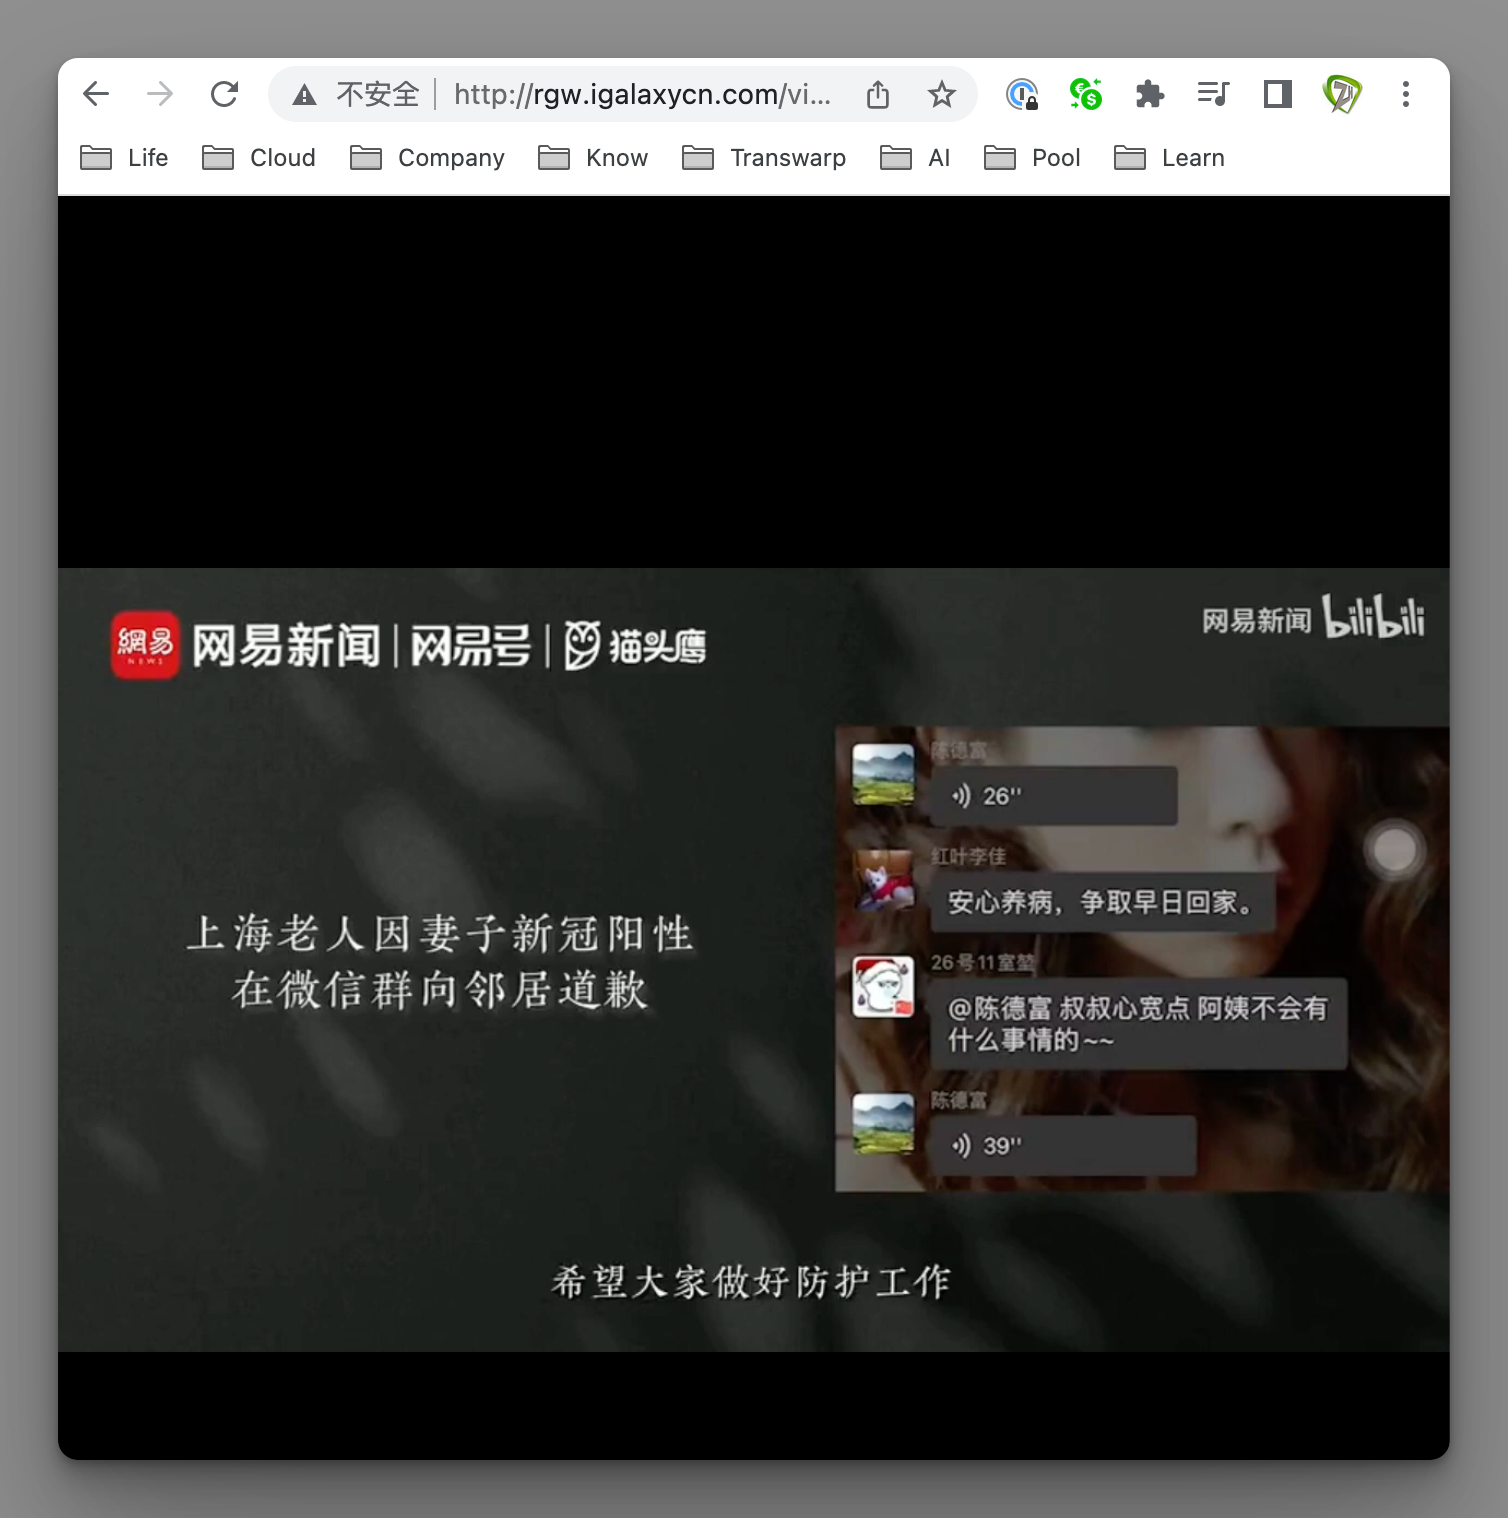 不安全 http://rgw.igalaxycn.com/vi...
Life Cloud Company Know Transwarp AI Pool Learn
網易
NEWS
网易新闻 | 网易号 | 猫头鹰
网易新闻 bilibili
陈德富
26''
红叶李佳
安心养病，争取早日回家。
26号11室堃
@陈德富 叔叔心宽点 阿姨不会有
什么事情的~~
陈德富
39''
上海老人因妻子新冠阳性
在微信群向邻居道歉
希望大家做好防护工作